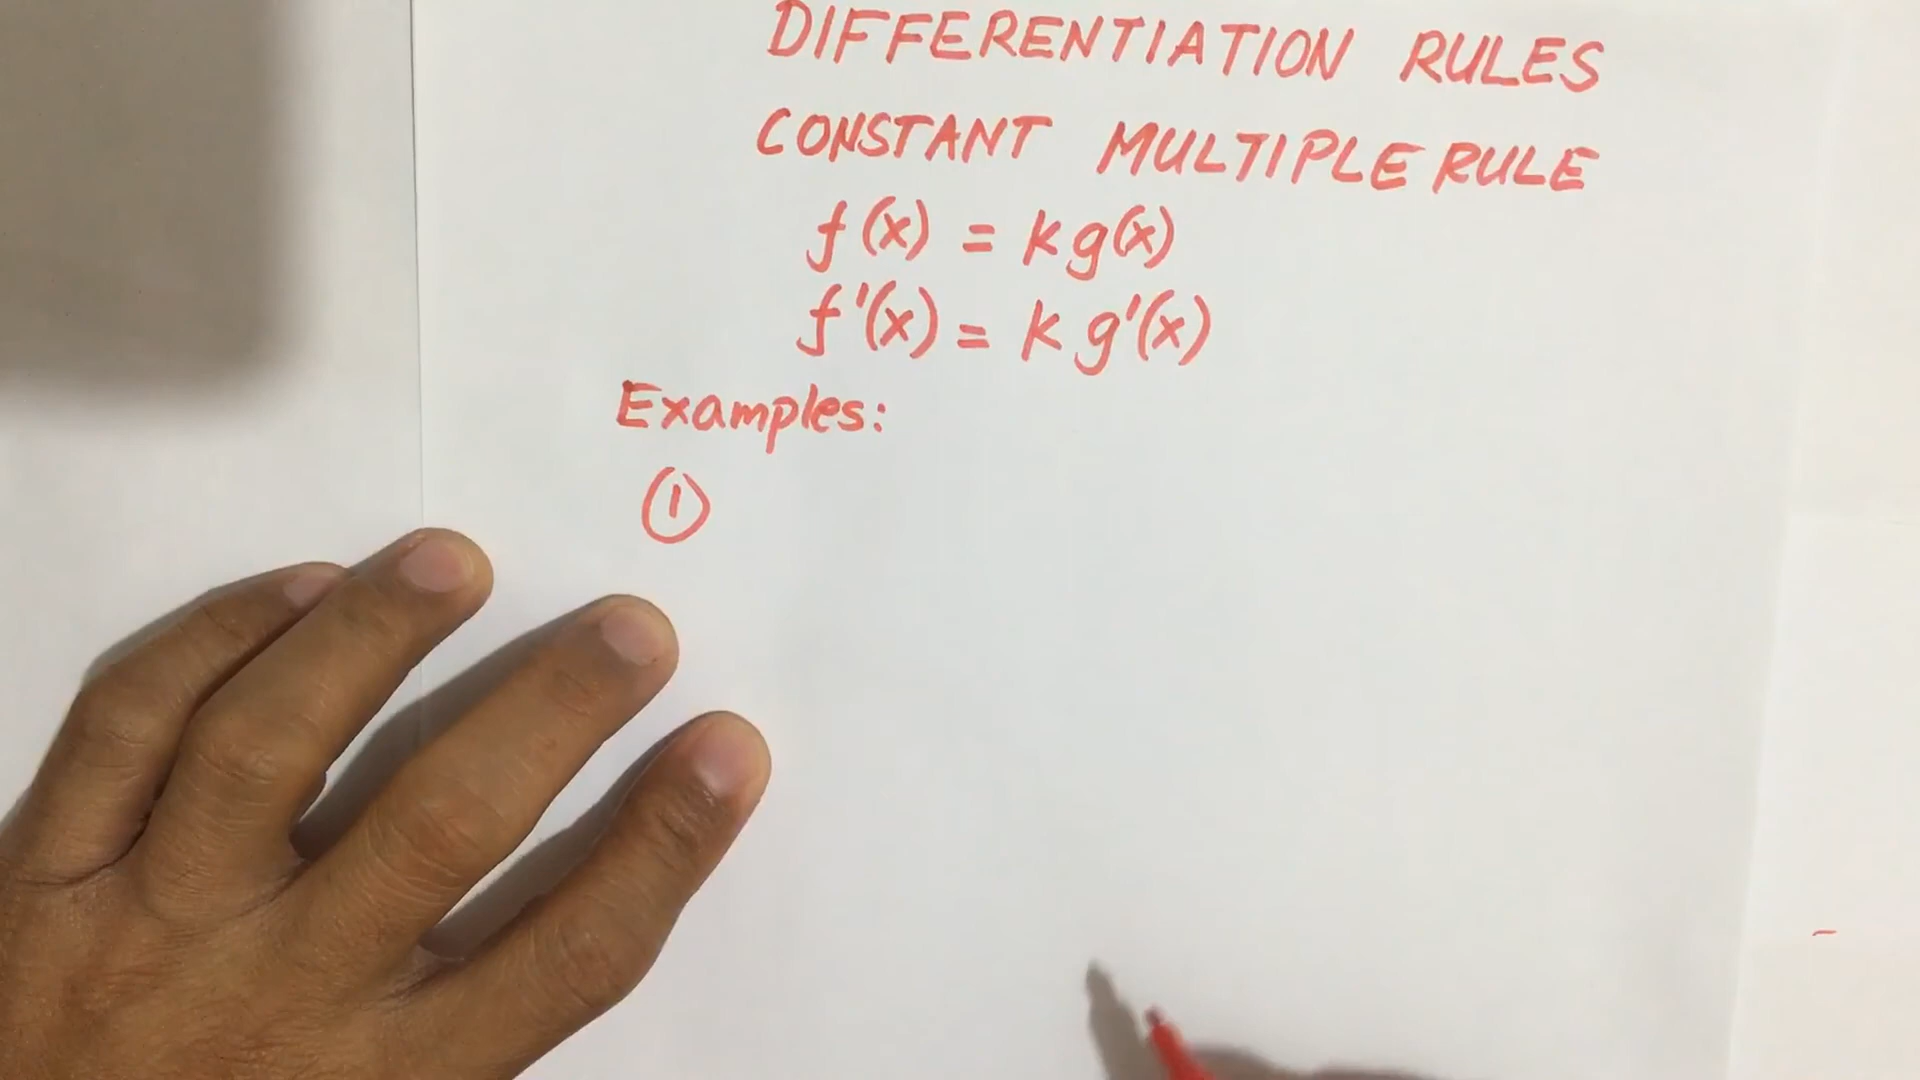 DIFFERENTIATION RULES
CONSTANT MULTIPLE RULE
f(x) = kg(x)
f'(x) = kg'(x)
Examples:
①